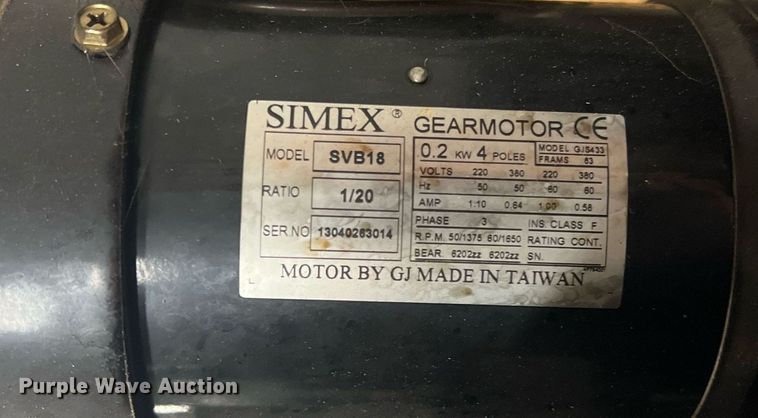 SIMEX ® GEARMOTOR CE
MODEL SVB18
RATIO 1/20
SER.NO 13040263014
0.2 KW 4 POLES
MODEL GJS433
FRAMS 63
VOLTS 220 380 220 380
Hz 50 50 60 60
AMP 1.10 0.64 1.00 0.58
PHASE 3 INS. CLASS F
R.P.M. 50/1375 60/1650 RATING CONT.
BEAR. 6202zz 6202zz SN.
MOTOR BY GJ MADE IN TAIWAN
Purple Wave Auction